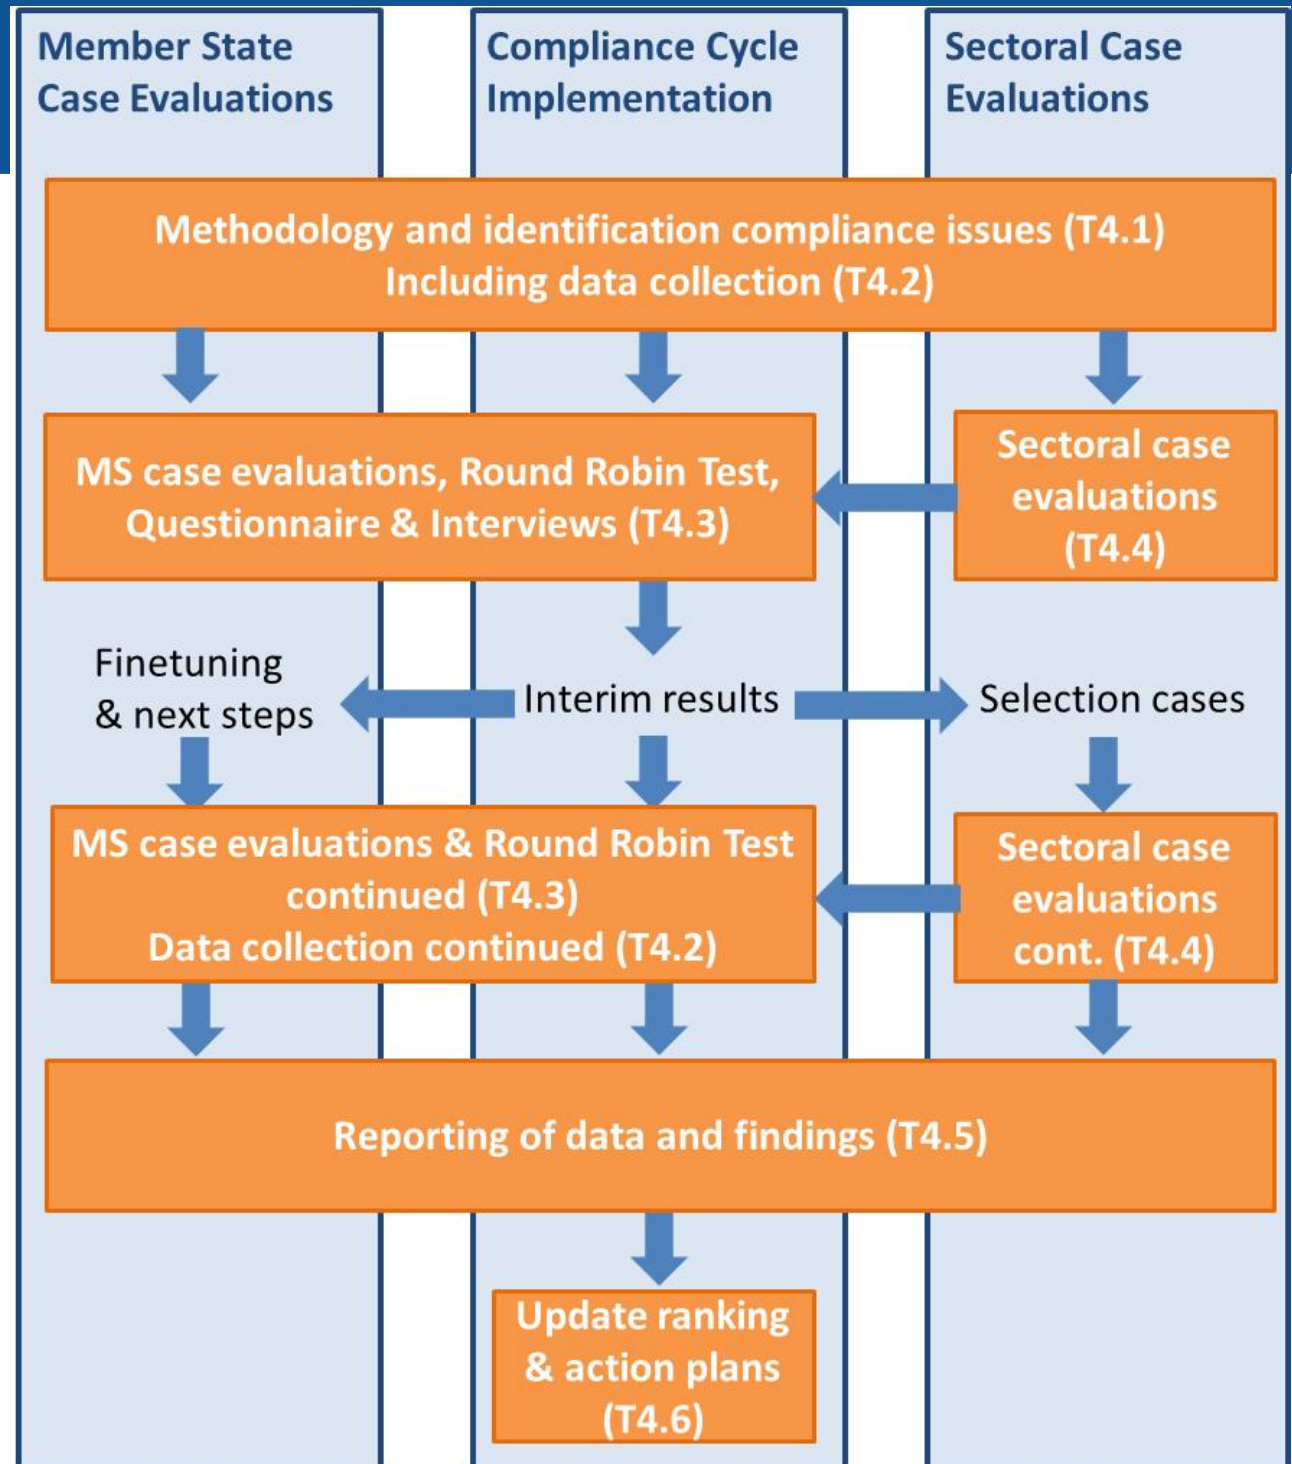 Member State
Case Evaluations
Compliance Cycle
Implementation
Sectoral Case
Evaluations
Methodology and identification compliance issues (T4.1)
Including data collection (T4.2)
MS case evaluations, Round Robin Test,
Questionnaire & Interviews (T4.3)
Sectoral case
evaluations
(T4.4)
Finetuning
& next steps
Interim results
Selection cases
MS case evaluations & Round Robin Test
continued (T4.3)
Data collection continued (T4.2)
Sectoral case
evaluations
cont. (T4.4)
Reporting of data and findings (T4.5)
Update ranking
& action plans
(T4.6)